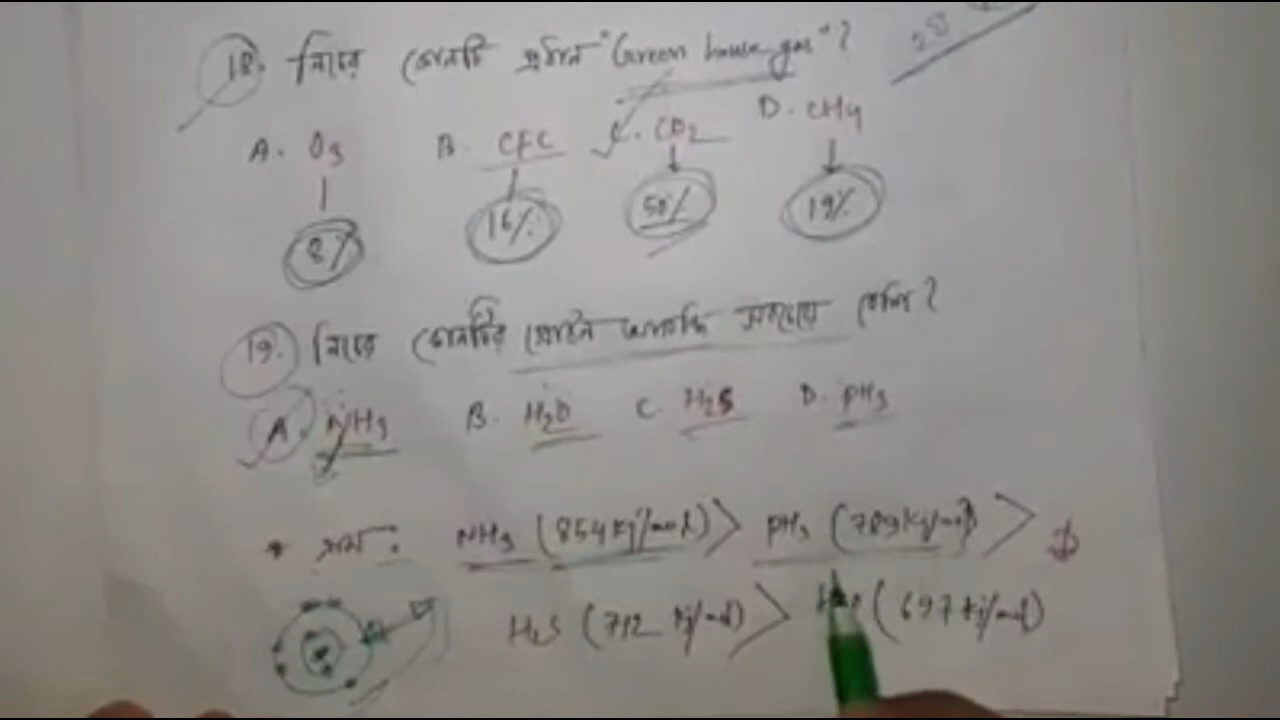 18. নিচের কোনটি প্রধান "Green house gas"?
A. O3 B. CFC C. CO2 D. CH4
8% 16% 50% 19%
19. নিচের কোনটির প্রোটন আসক্তি সবচেয়ে বেশি?
A. NH3 B. H2O C. H2S D. PH3
* ক্রম: NH3 (854 kj/mol) > PH3 (789 kj/mol) >
H2S (712 kj/mol) > (697 kj/mol)